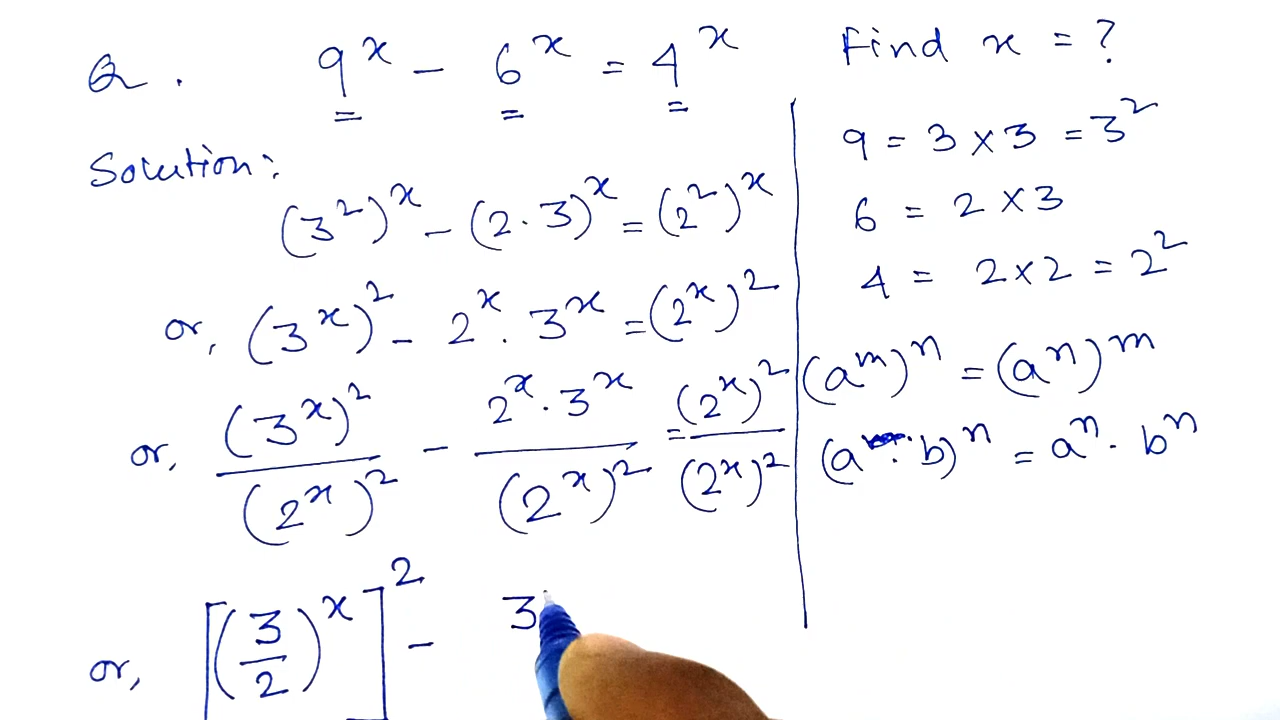 Q. 9^x - 6^x = 4^x Find x = ?
Solution:
(3^2)^x - (2·3)^x = (2^2)^x
or, (3^x)^2 - 2^x · 3^x = (2^x)^2
or, (3^x)^2 / (2^x)^2 - 2^x · 3^x / (2^x)^2 = (2^x)^2 / (2^x)^2
or, [(3/2)^x]^2 - 3
9 = 3 × 3 = 3^2
6 = 2 × 3
4 = 2×2 = 2^2
(a^m)^n = (a^n)^m
(a · b)^n = a^n · b^n